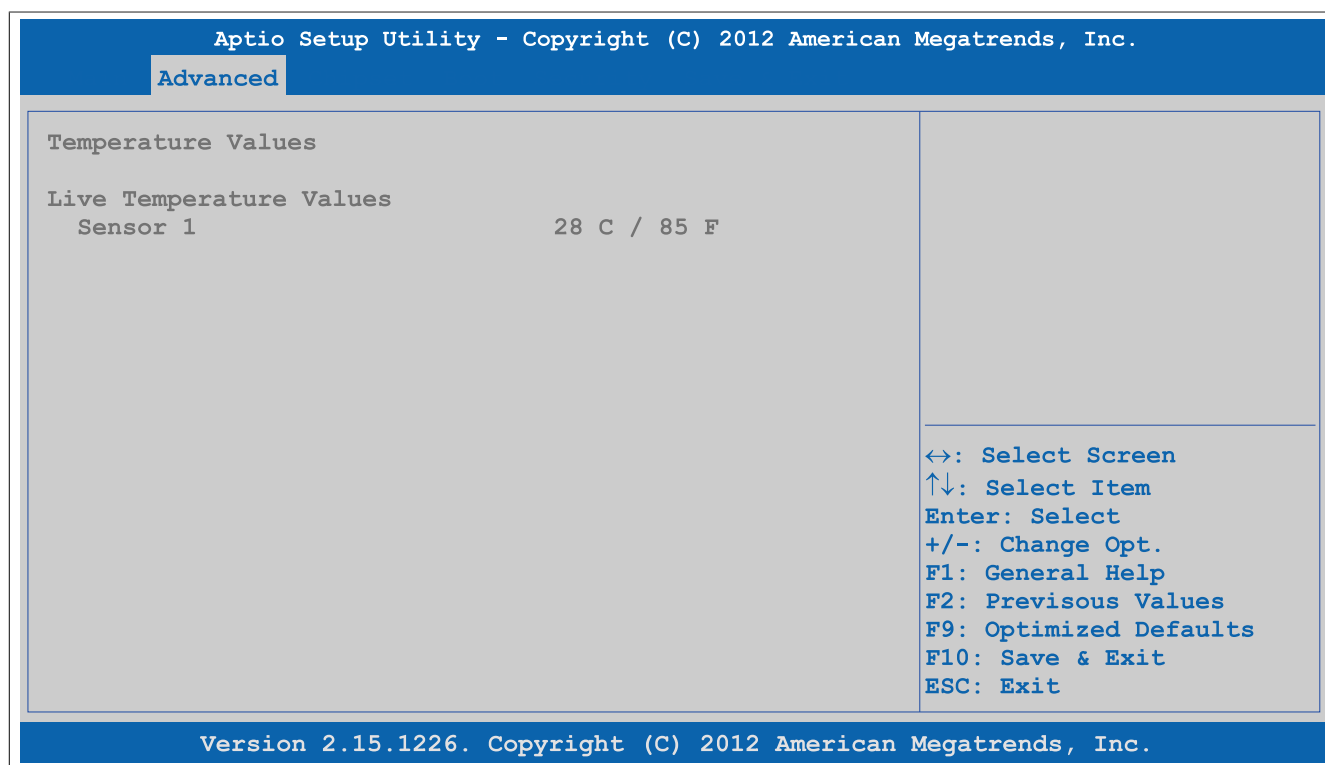 Aptio Setup Utility - Copyright (C) 2012 American Megatrends, Inc.
Advanced
Temperature Values
Live Temperature Values
Sensor 1 28 C / 85 F
↔: Select Screen
↑↓: Select Item
Enter: Select
+/-: Change Opt.
F1: General Help
F2: Previsous Values
F9: Optimized Defaults
F10: Save & Exit
ESC: Exit
Version 2.15.1226. Copyright (C) 2012 American Megatrends, Inc.